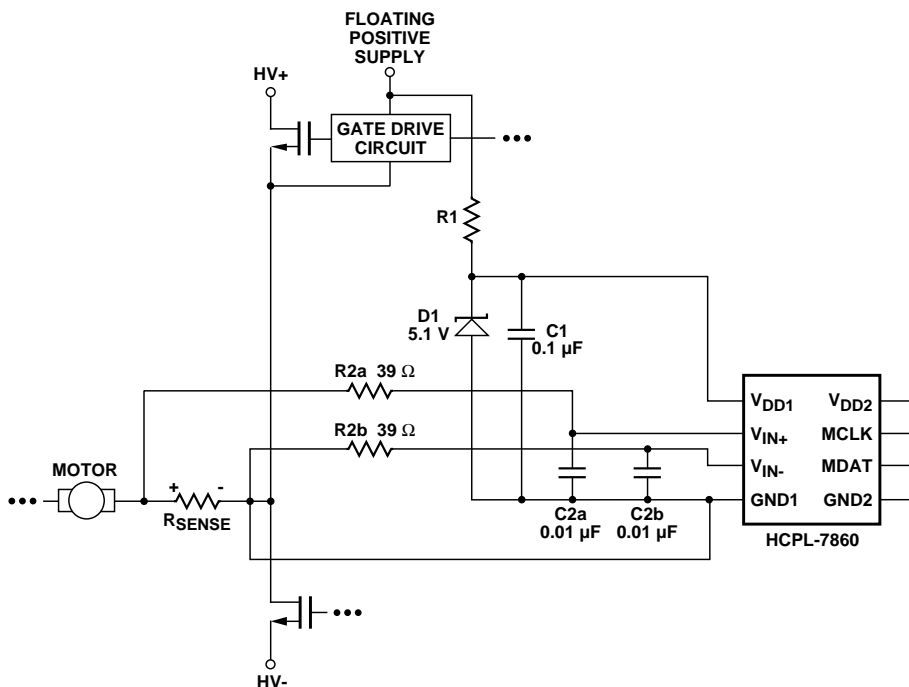 FLOATING
POSITIVE
SUPPLY
HV+
GATE DRIVE
CIRCUIT
•••
R1
D1
5.1 V
C1
0.1 µF
R2a 39 Ω
R2b 39 Ω
MOTOR
•••
+ -
RSENSE
C2a
0.01 µF
C2b
0.01 µF
VDD1
VIN+
VIN-
GND1
VDD2
MCLK
MDAT
GND2
HCPL-7860
•••
HV-